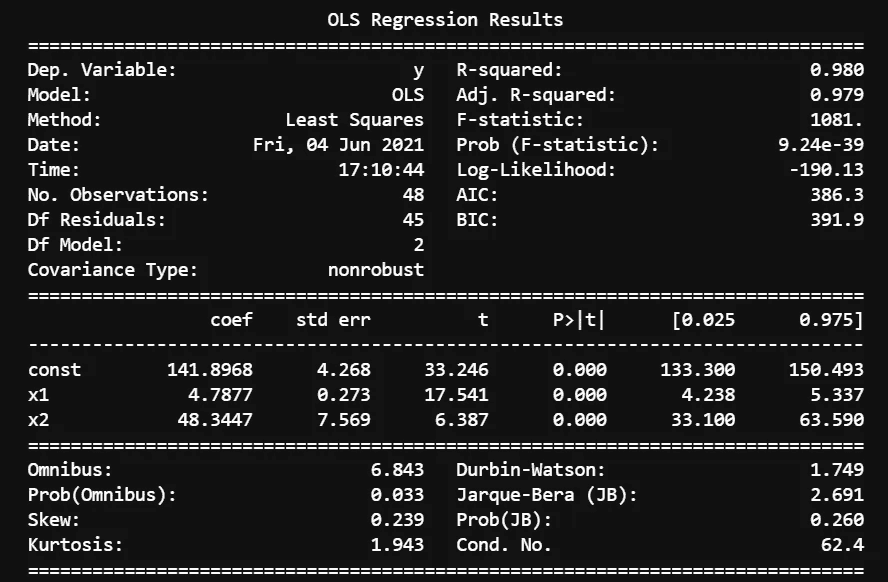 OLS Regression Results
==============================================================================
Dep. Variable:                      y   R-squared:                       0.980
Model:                            OLS   Adj. R-squared:                  0.979
Method:                 Least Squares   F-statistic:                     1081.
Date:                Fri, 04 Jun 2021   Prob (F-statistic):           9.24e-39
Time:                        17:10:44   Log-Likelihood:                -190.13
No. Observations:                  48   AIC:                             386.3
Df Residuals:                      45   BIC:                             391.9
Df Model:                           2
Covariance Type:            nonrobust
==============================================================================
                 coef    std err          t      P>|t|      [0.025      0.975]
------------------------------------------------------------------------------
const        141.8968      4.268     33.246      0.000     133.300     150.493
x1             4.7877      0.273     17.541      0.000       4.238       5.337
x2            48.3447      7.569      6.387      0.000      33.100      63.590
==============================================================================
Omnibus:                        6.843   Durbin-Watson:                   1.749
Prob(Omnibus):                  0.033   Jarque-Bera (JB):                2.691
Skew:                           0.239   Prob(JB):                        0.260
Kurtosis:                       1.943   Cond. No.                         62.4
==============================================================================